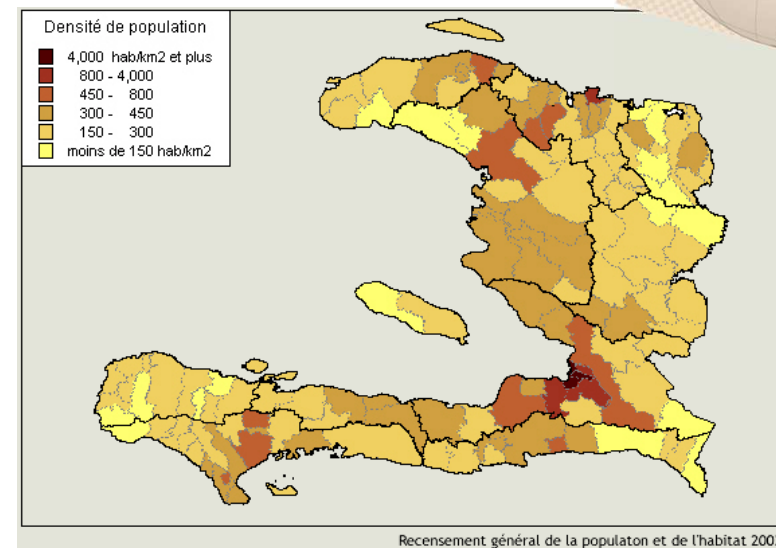 Densité de population
4,000 hab/km2 et plus
800 - 4,000
450 - 800
300 - 450
150 - 300
moins de 150 hab/km2
Recensement général de la populaton et de l'habitat